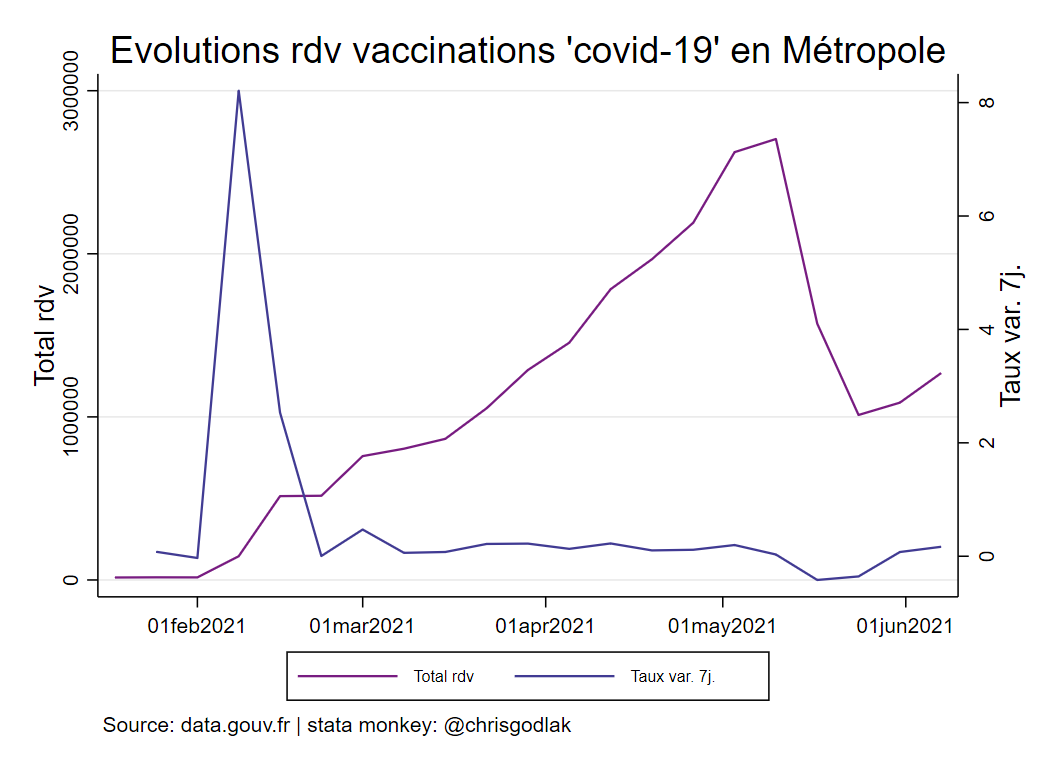 Evolutions rdv vaccinations 'covid-19' en Métropole
Total rdv
3000000
2000000
1000000
0
8
6
4
2
0
Taux var. 7j.
01feb2021 01mar2021 01apr2021 01may2021 01jun2021
Total rdv Taux var. 7j.
Source: data.gouv.fr | stata monkey: @chrisgodlak